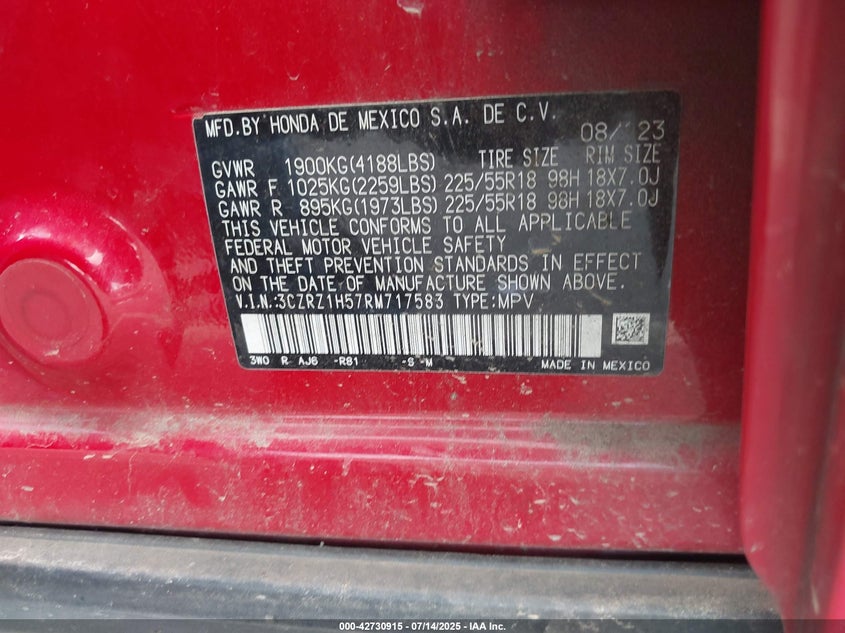 MFD.BY HONDA DE MEXICO S.A. DE C.V. 08/'23
GVWR 1900KG(4188LBS) TIRE SIZE RIM SIZE
GAWR F 1025KG(2259LBS) 225/55R18 98H 18X7.0J
GAWR R 895KG(1973LBS) 225/55R18 98H 18X7.0J
THIS VEHICLE CONFORMS TO ALL APPLICABLE
FEDERAL MOTOR VEHICLE SAFETY
AND THEFT PREVENTION STANDARDS IN EFFECT
ON THE DATE OF MANUFACTURE SHOWN ABOVE.
V.I.N.:3CZRZ1H57RM717583 TYPE:MPV
3W0 R AJ6 -R81 -S -M MADE IN MEXICO
000-42730915 - 07/14/2025 - IAA Inc.